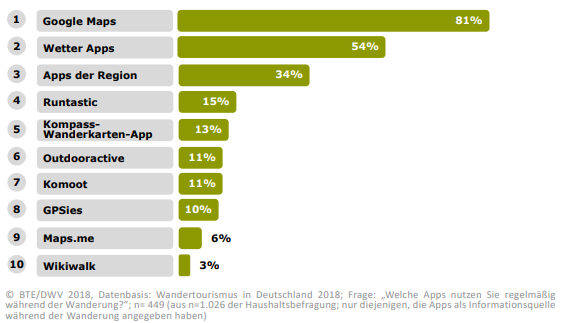 1 Google Maps 81%
2 Wetter Apps 54%
3 Apps der Region 34%
4 Runtastic 15%
5 Kompass-
Wanderkarten-App 13%
6 Outdooractive 11%
7 Komoot 11%
8 GPSies 10%
9 Maps.me 6%
10 Wikiwalk 3%
© BTE/DWV 2018, Datenbasis: Wandertourismus in Deutschland 2018; Frage: „Welche Apps nutzen Sie regelmäßig
während der Wanderung?“; n= 449 (aus n=1.026 der Haushaltsbefragung; nur diejenigen, die Apps als Informationsquelle
während der Wanderung angegeben haben)